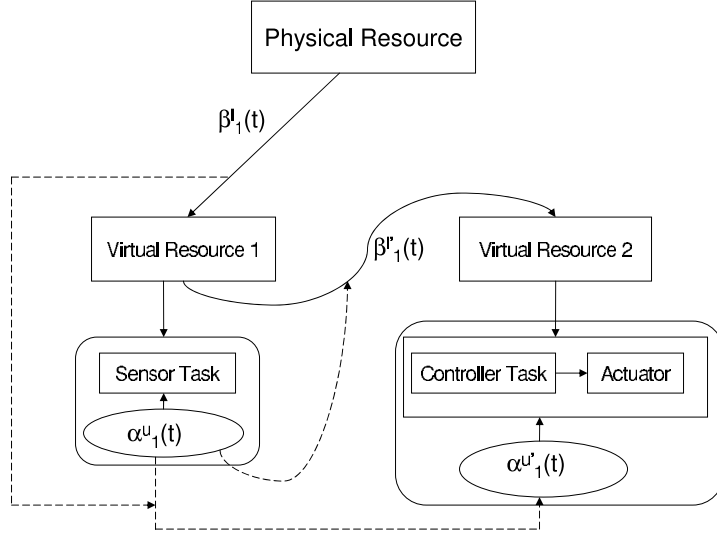 Physical Resource
βˡ₁(t)
Virtual Resource 1
βˡ'₁(t)
Virtual Resource 2
Sensor Task
Controller Task
Actuator
αᵘ₁(t)
αᵘ'₁(t)